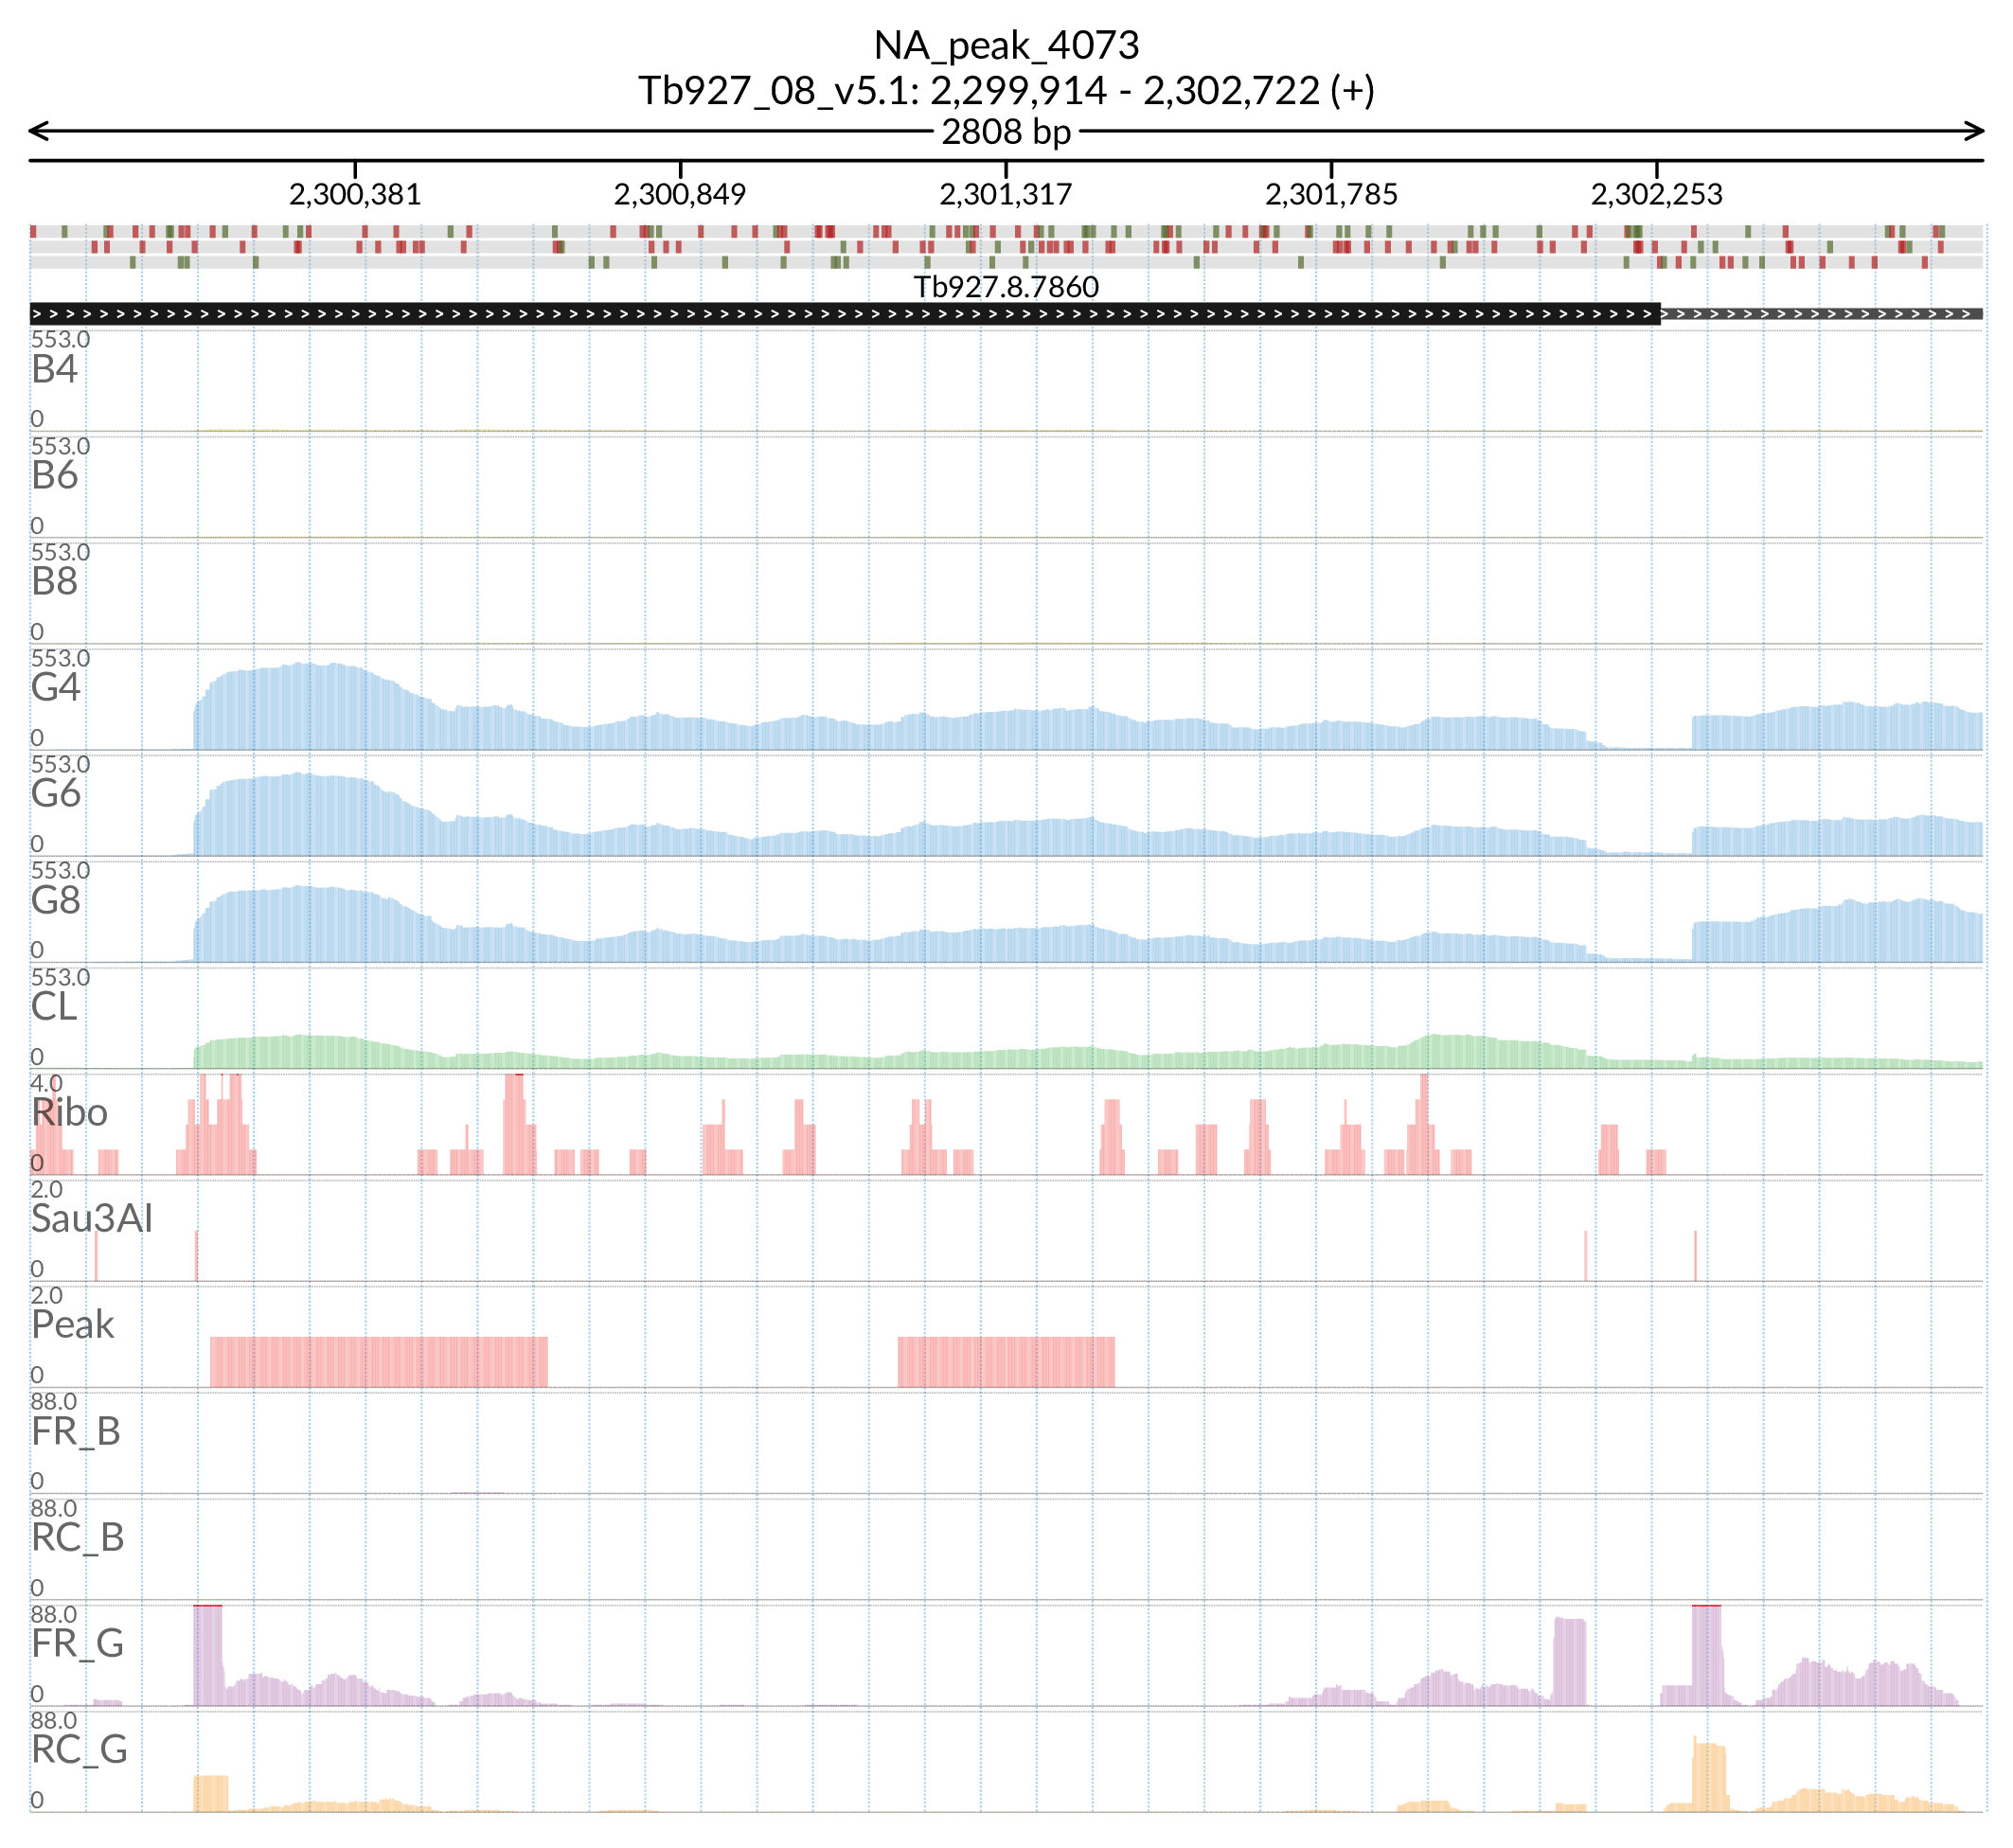 NA_peak_4073
Tb927_08_v5.1: 2,299,914 - 2,302,722 (+)
2808 bp
2,300,381 2,300,849 2,301,317 2,301,785 2,302,253
Tb927.8.7860
553.0
B4
0
553.0
B6
0
553.0
B8
0
553.0
G4
0
553.0
G6
0
553.0
G8
0
553.0
CL
0
4.0
Ribo
0
2.0
Sau3AI
0
2.0
Peak
0
88.0
FR_B
0
88.0
RC_B
0
88.0
FR_G
0
88.0
RC_G
0